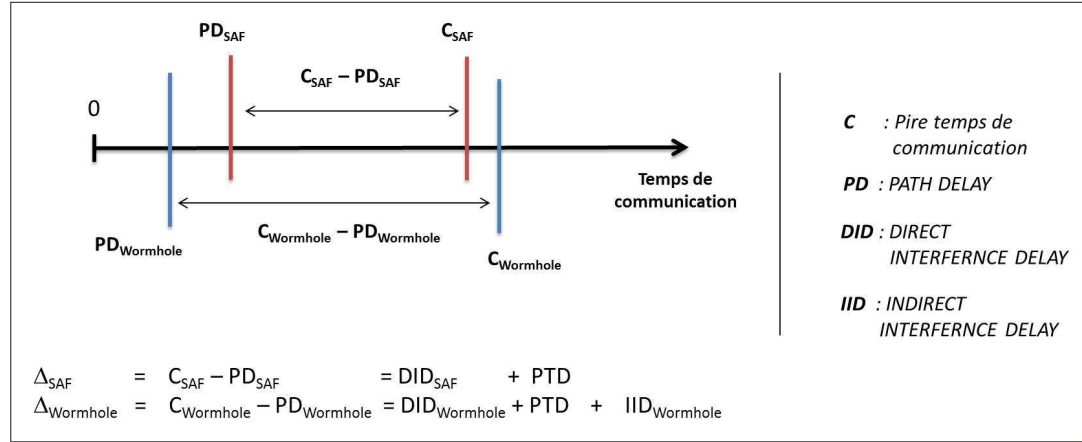 PD_SAF
C_SAF
C_SAF – PD_SAF
0
Temps de
communication
C_Wormhole – PD_Wormhole
PD_Wormhole
C_Wormhole
C : Pire temps de
communication
PD : PATH DELAY
DID : DIRECT
INTERFERNCE DELAY
IID : INDIRECT
INTERFERNCE DELAY
Δ_SAF = C_SAF – PD_SAF = DID_SAF + PTD
Δ_Wormhole = C_Wormhole – PD_Wormhole = DID_Wormhole + PTD + IID_Wormhole